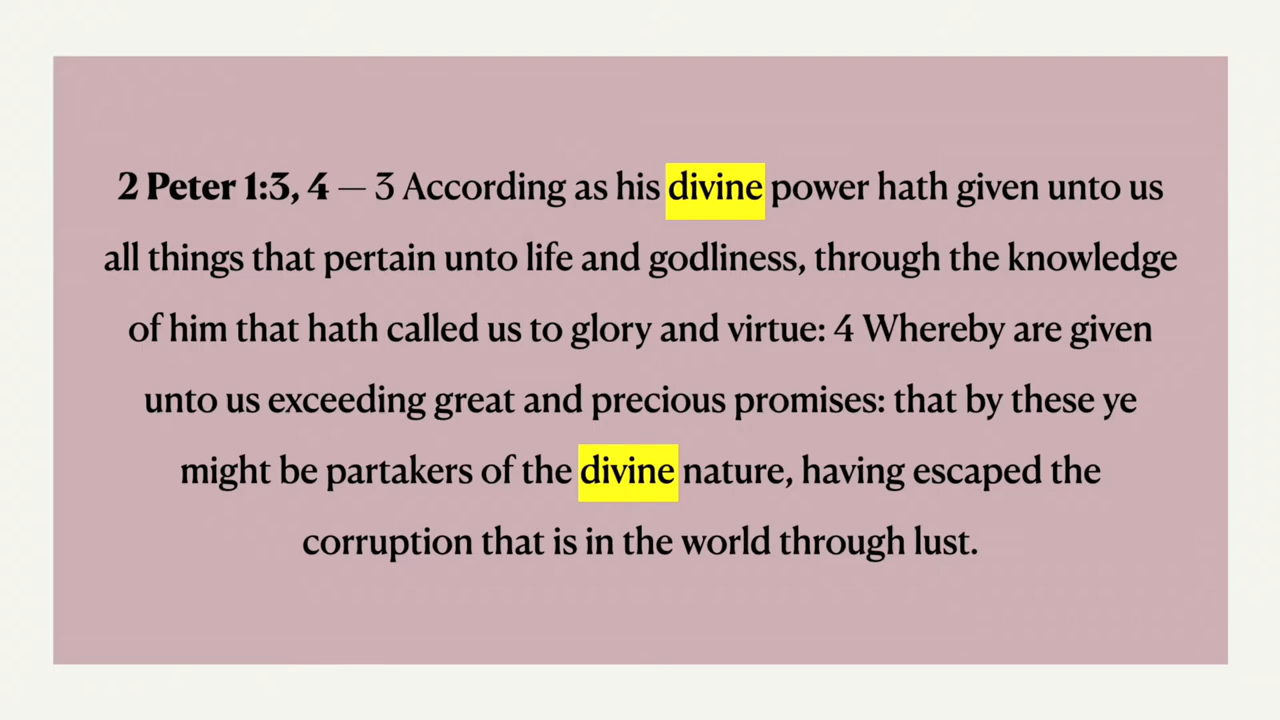 2 Peter 1:3, 4 — 3 According as his divine power hath given unto us
all things that pertain unto life and godliness, through the knowledge
of him that hath called us to glory and virtue: 4 Whereby are given
unto us exceeding great and precious promises: that by these ye
might be partakers of the divine nature, having escaped the
corruption that is in the world through lust.